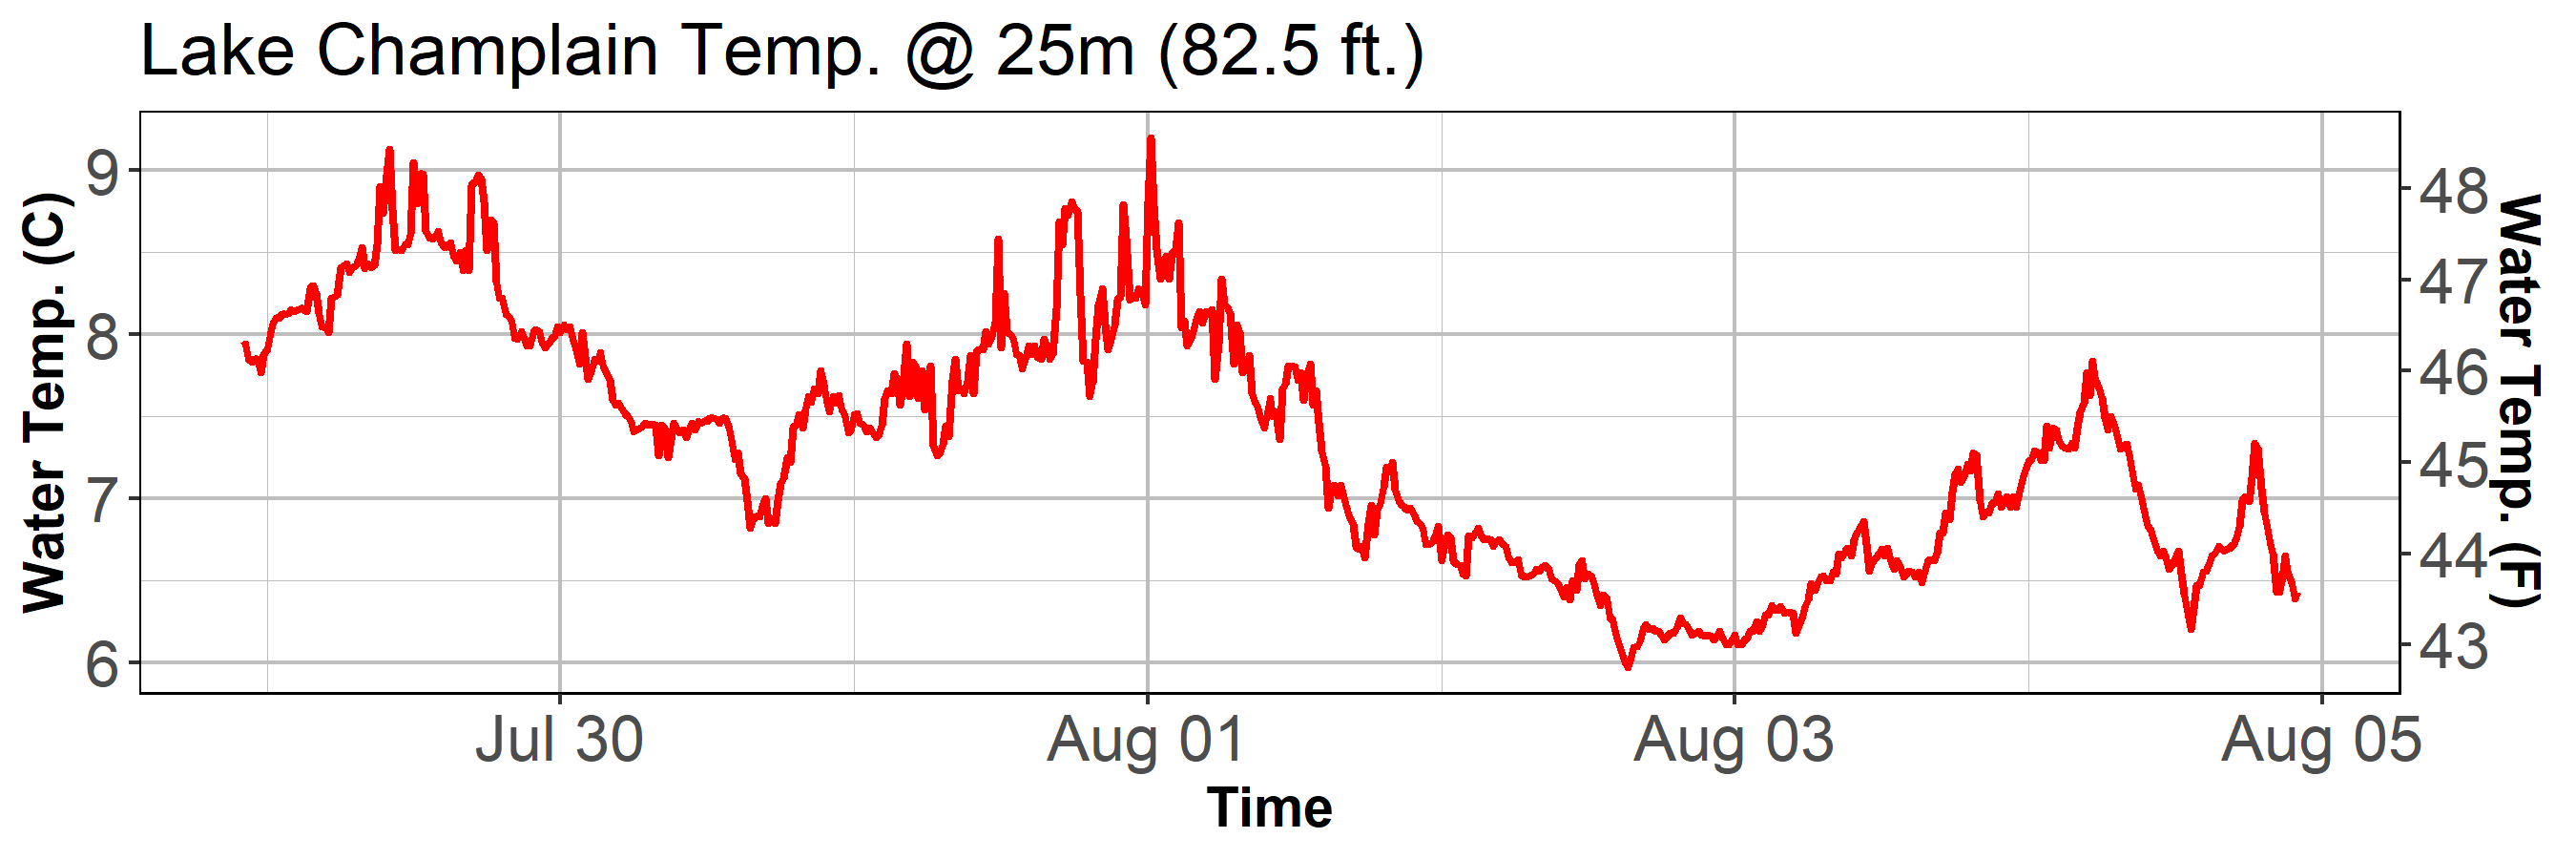 Lake Champlain Temp. @ 25m (82.5 ft.)
Water Temp. (C)
9
8
7
6
48
47
46
45
44
43
Water Temp. (F)
Jul 30
Aug 01
Aug 03
Aug 05
Time